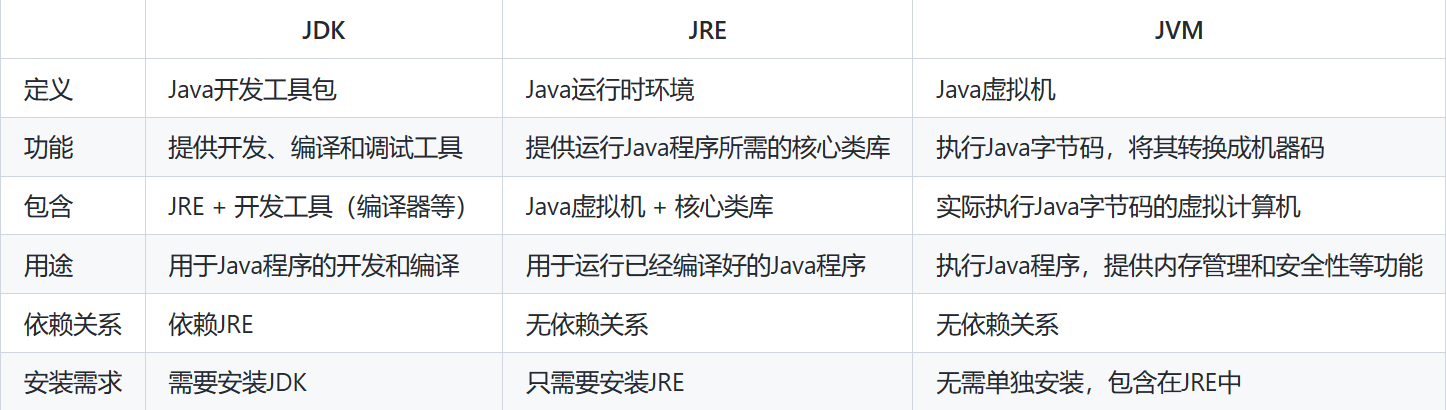 JDK JRE JVM
定义 Java开发工具包 Java运行时环境 Java虚拟机
功能 提供开发、编译和调试工具 提供运行Java程序所需的核心类库 执行Java字节码，将其转换成机器码
包含 JRE + 开发工具（编译器等） Java虚拟机 + 核心类库 实际执行Java字节码的虚拟计算机
用途 用于Java程序的开发和编译 用于运行已经编译好的Java程序 执行Java程序，提供内存管理和安全性等功能
依赖关系 依赖JRE 无依赖关系 无依赖关系
安装需求 需要安装JDK 只需要安装JRE 无需单独安装，包含在JRE中